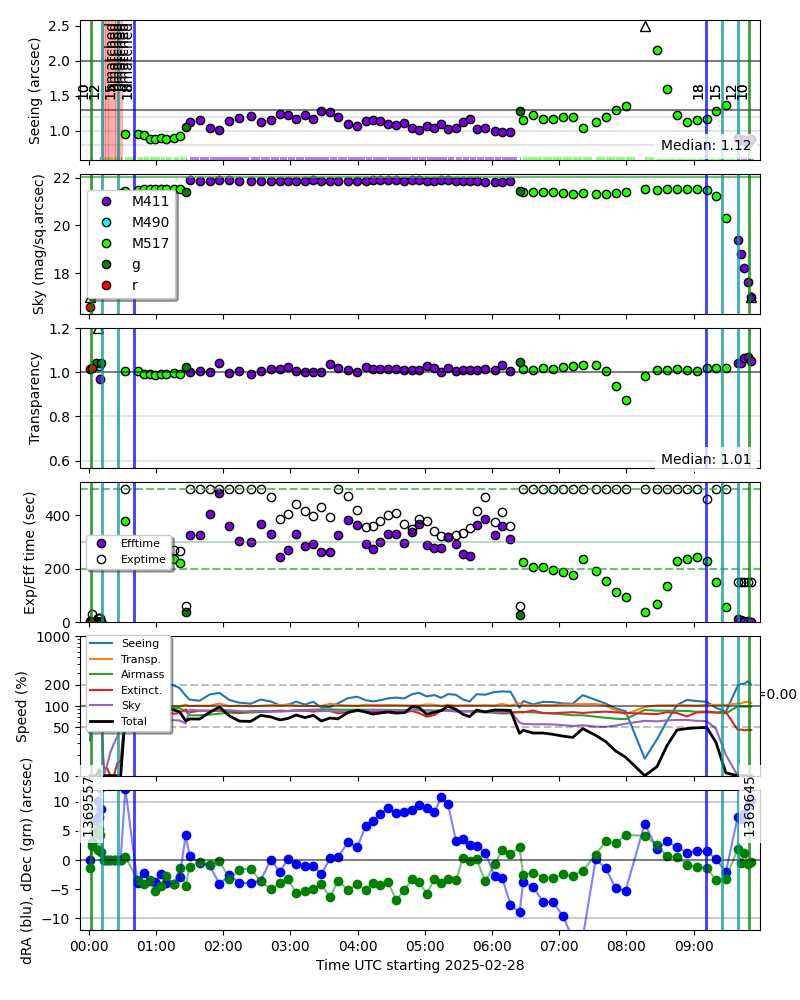 2.5
2.0
1.5
1.0
Seeing (arcsec)
10
12
18
18
15
12
10
Median: 1.12
22
20
18
Sky (mag/sq.arcsec)
M411
M490
M517
g
r
1.2
1.0
0.8
0.6
Transparency
Median: 1.01
400
200
0
Exp/Eff time (sec)
Efftime
Exptime
1000
200
100
50
10
Speed (%)
Seeing
Transp.
Airmass
Extinct.
Sky
Total
=0.00
10
5
0
−5
−10
dRA (blu), dDec (grn) (arcsec)
1369557
1369645
00:00 01:00 02:00 03:00 04:00 05:00 06:00 07:00 08:00 09:00
Time UTC starting 2025-02-28